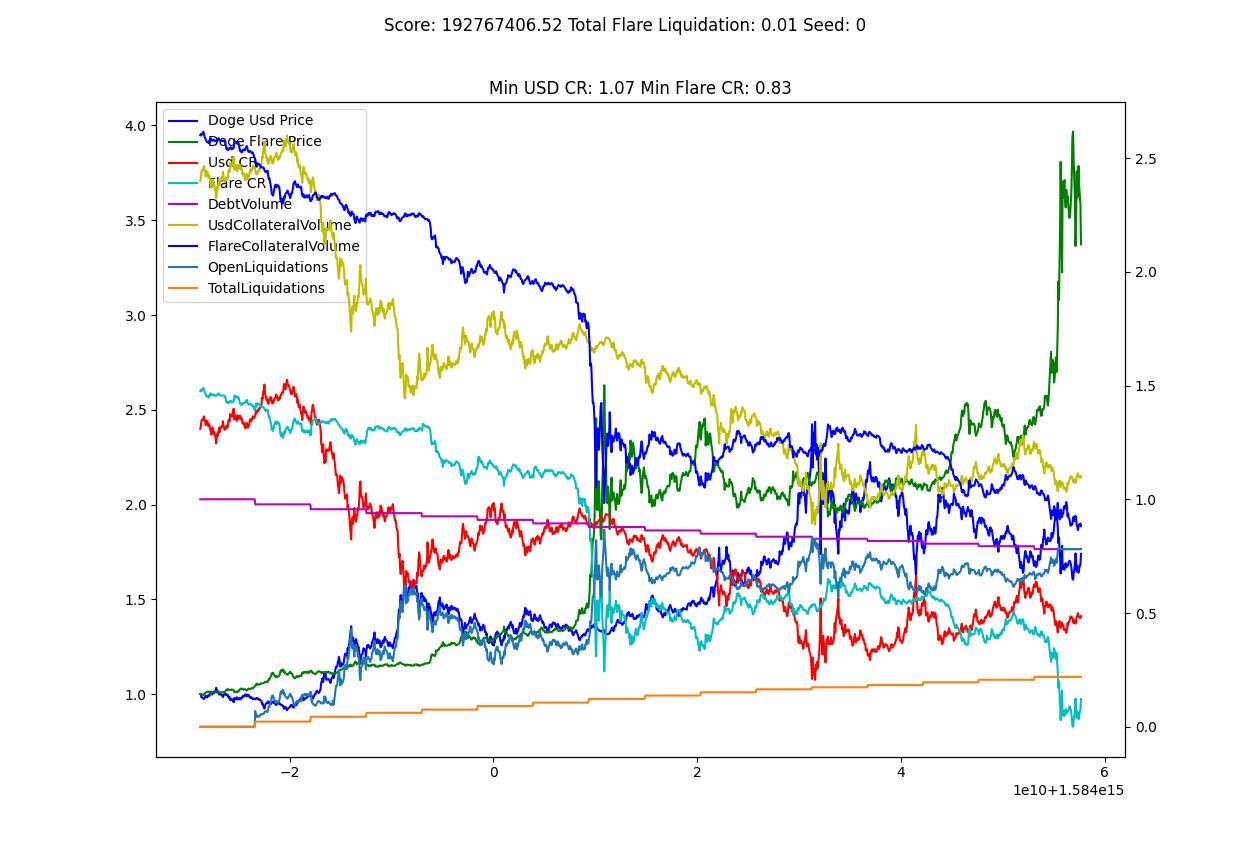 Score: 192767406.52 Total Flare Liquidation: 0.01 Seed: 0
Min USD CR: 1.07 Min Flare CR: 0.83
Doge Usd Price
Doge Flare Price
Usd CR
Flare CR
DebtVolume
UsdCollateralVolume
FlareCollateralVolume
OpenLiquidations
TotalLiquidations
4.0
3.5
3.0
2.5
2.0
1.5
1.0
2.5
2.0
1.5
1.0
0.5
0.0
−2 0 2 4 6
1e10+1.584e15